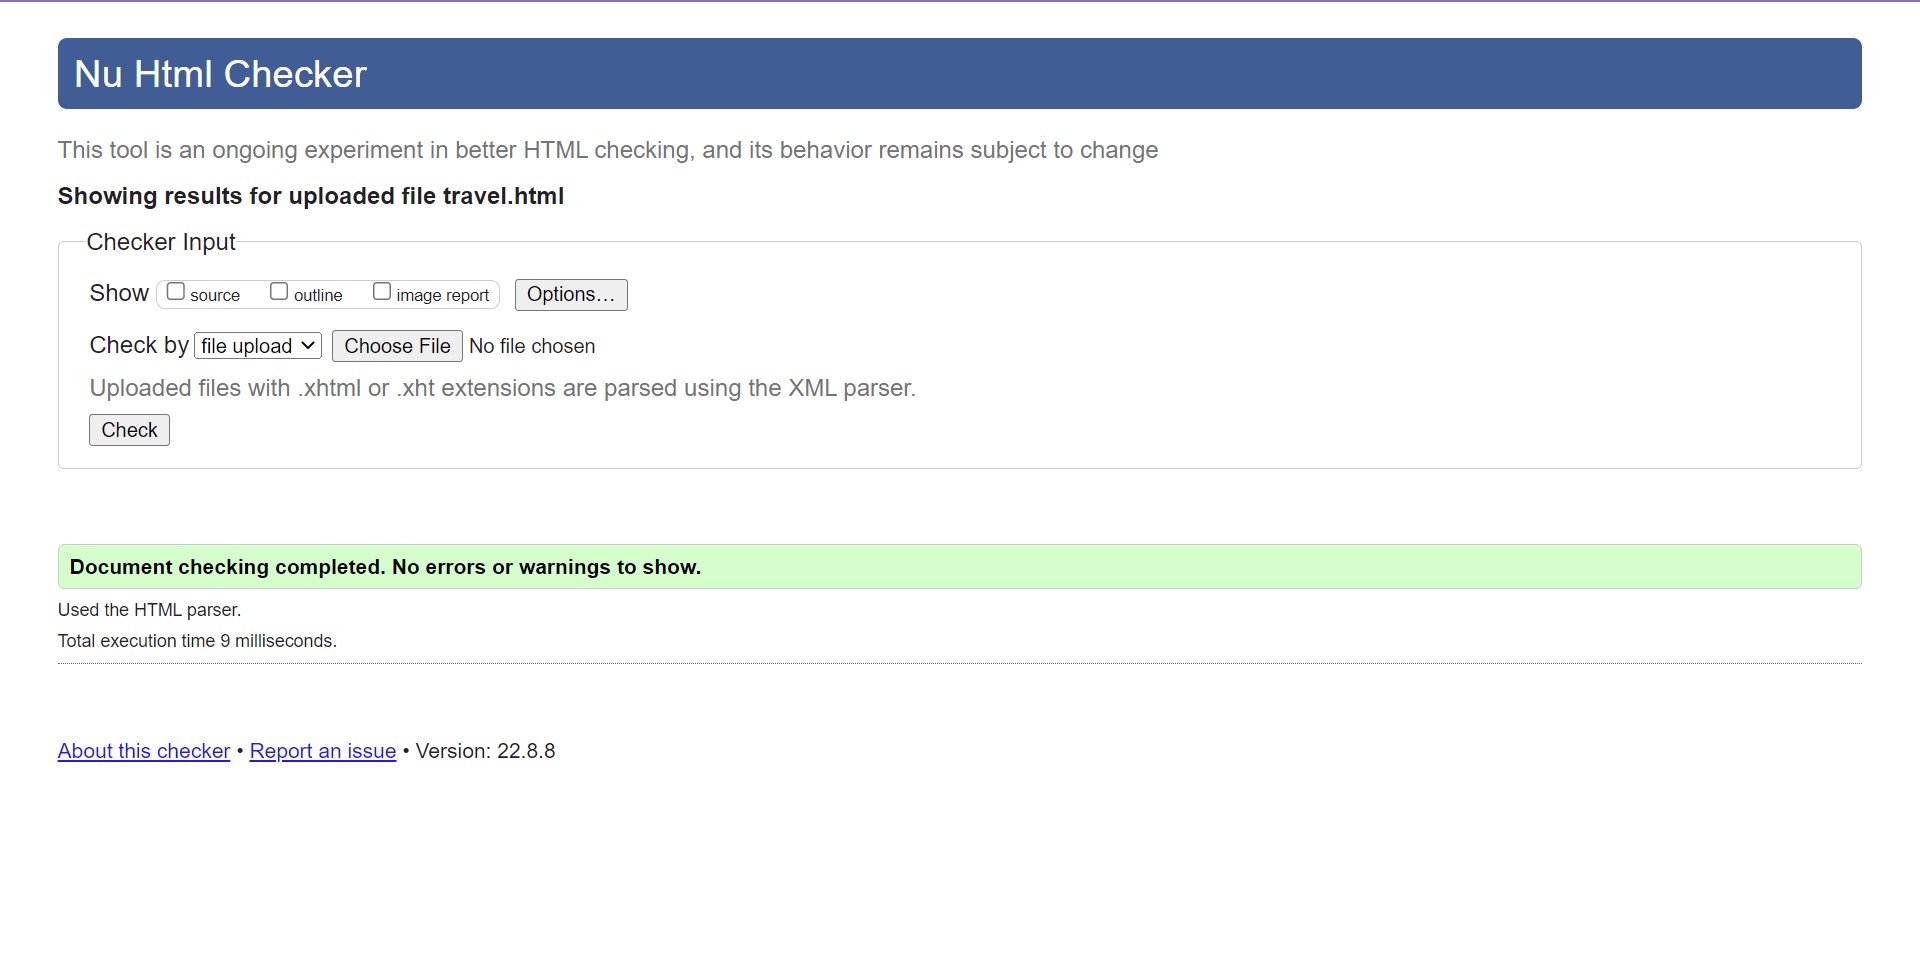 Nu Html Checker
This tool is an ongoing experiment in better HTML checking, and its behavior remains subject to change
Showing results for uploaded file travel.html
Checker Input
Show source outline image report Options…
Check by file upload Choose File No file chosen
Uploaded files with .xhtml or .xht extensions are parsed using the XML parser.
Check
Document checking completed. No errors or warnings to show.
Used the HTML parser.
Total execution time 9 milliseconds.
About this checker • Report an issue • Version: 22.8.8